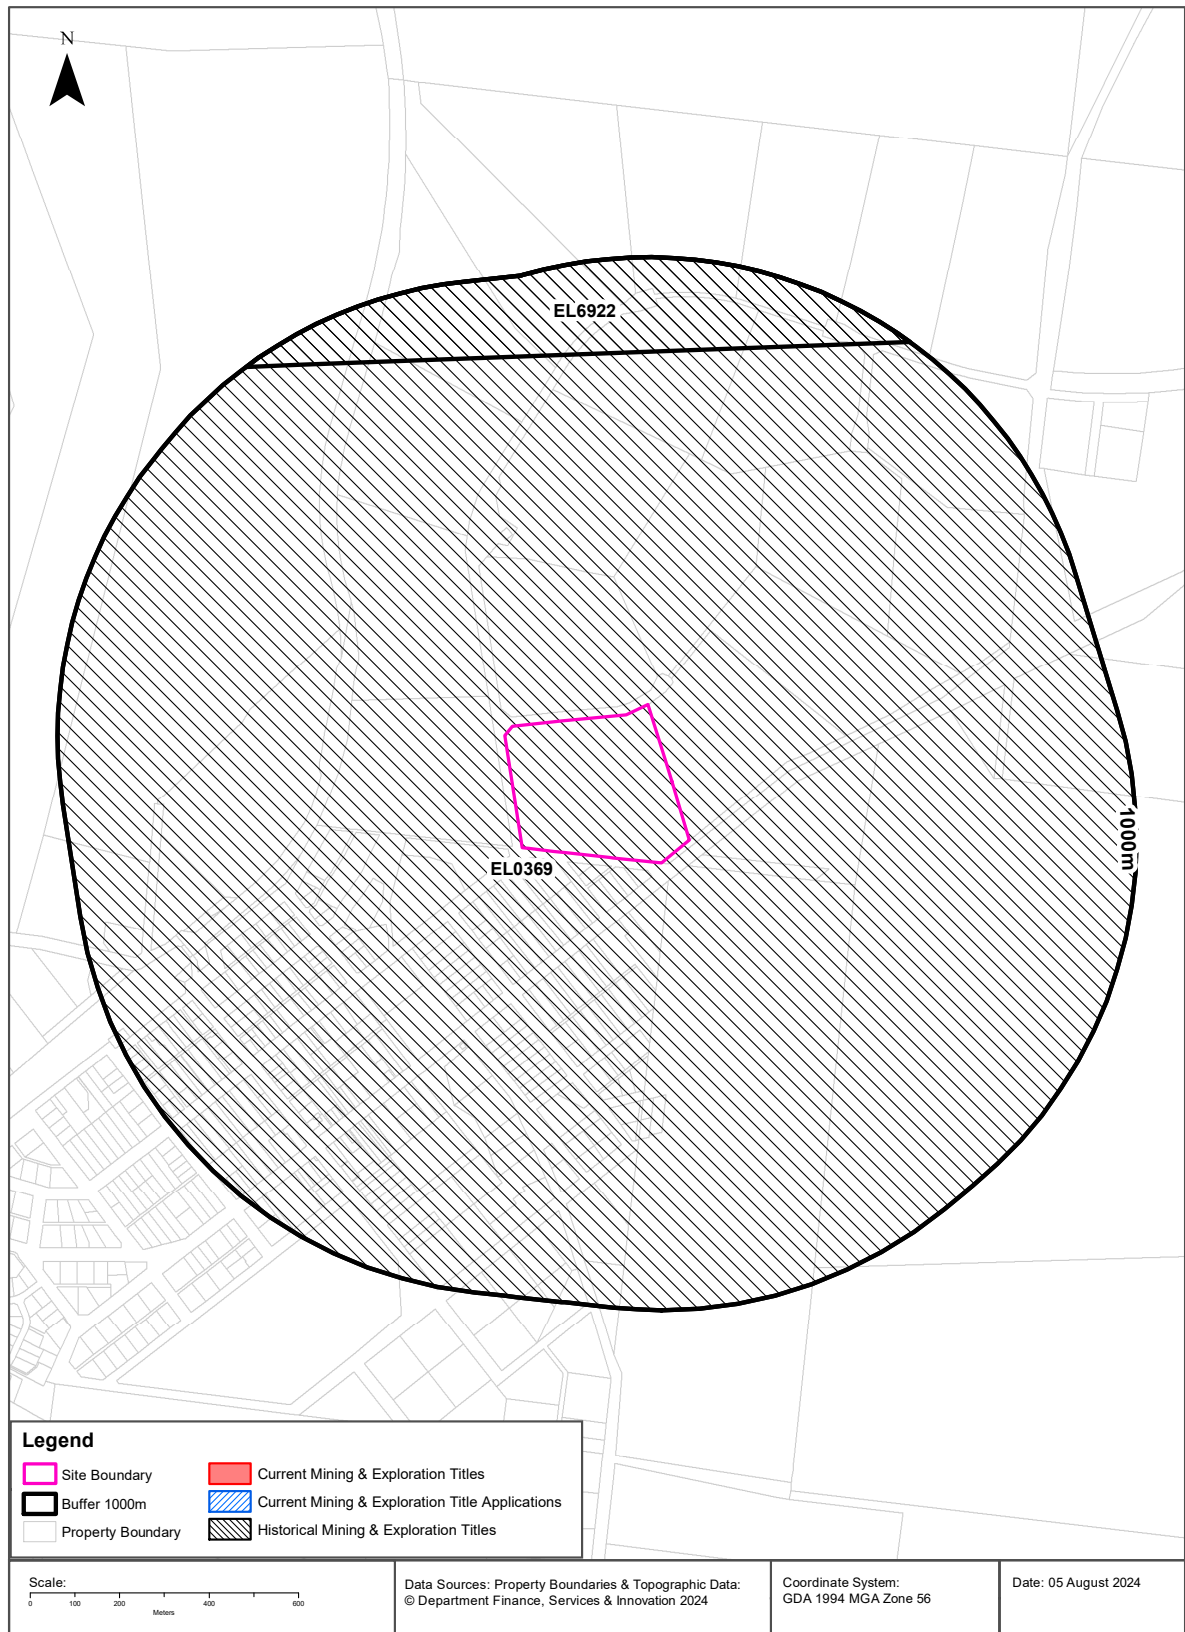 N
EL6922
1000m
EL0369
Legend
Site Boundary
Buffer 1000m
Property Boundary
Current Mining & Exploration Titles
Current Mining & Exploration Title Applications
Historical Mining & Exploration Titles
Scale:
0 100 200 400 600
Meters
Data Sources: Property Boundaries & Topographic Data:
© Department Finance, Services & Innovation 2024
Coordinate System:
GDA 1994 MGA Zone 56
Date: 05 August 2024